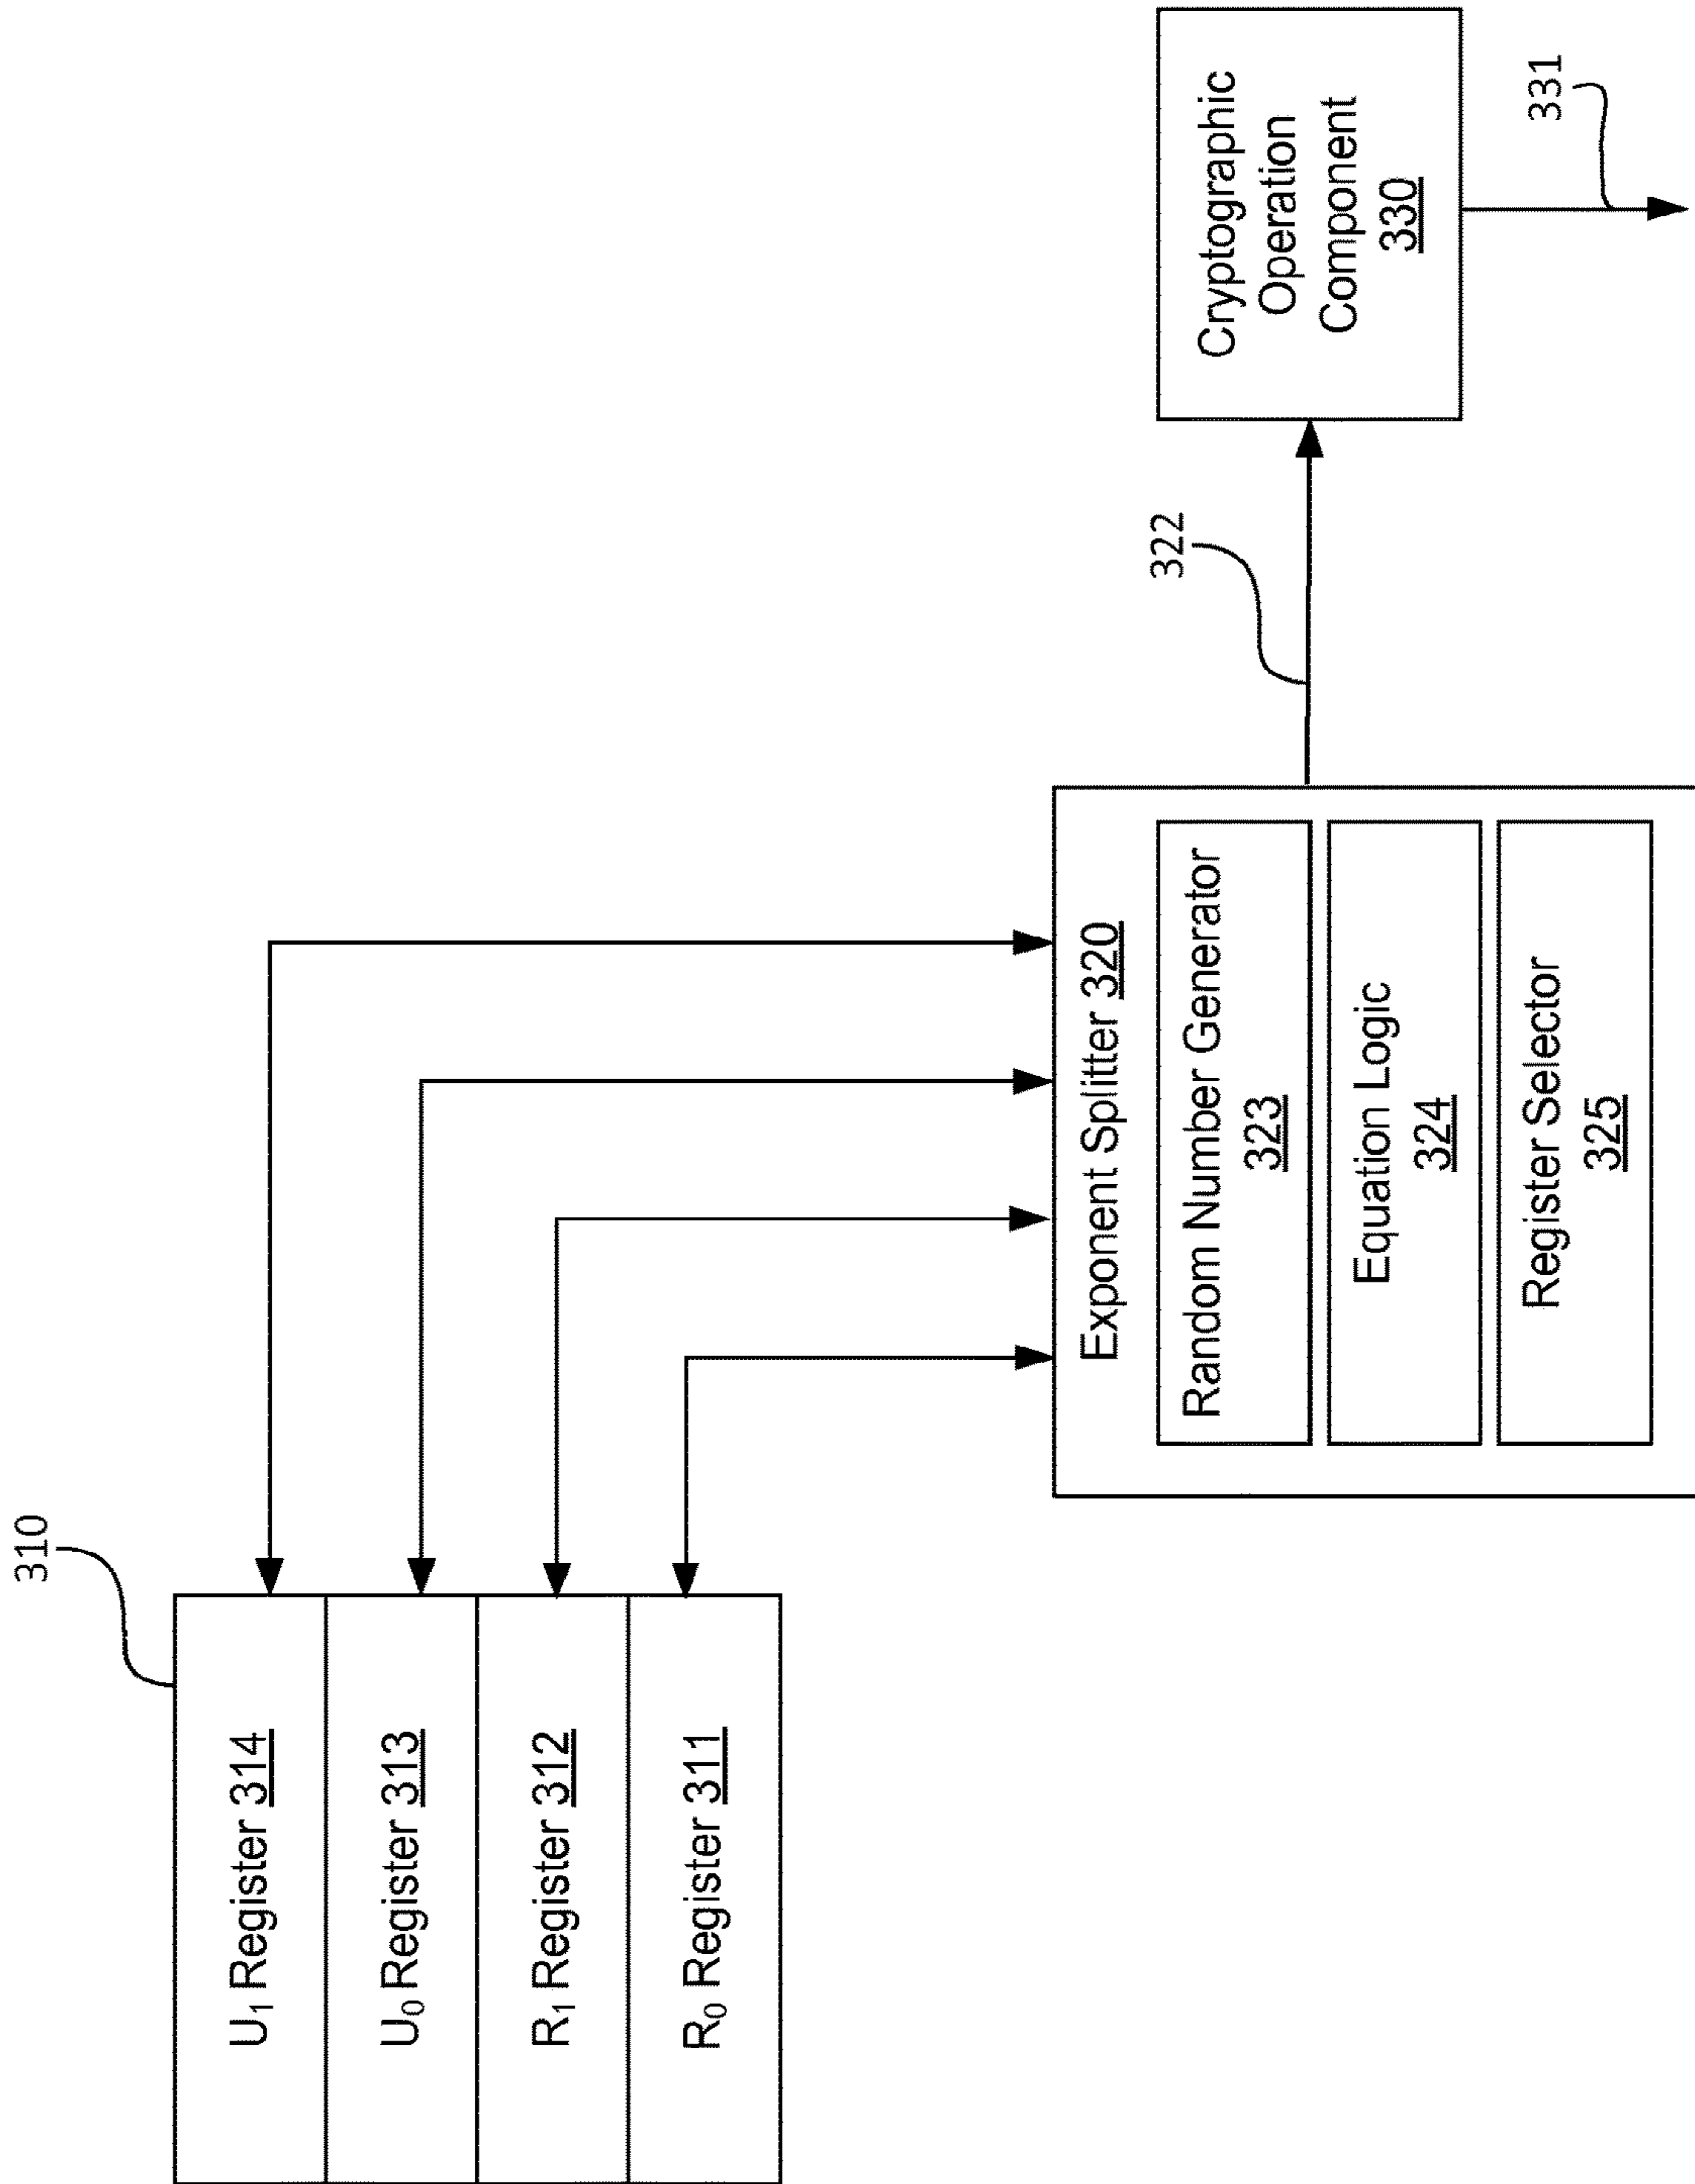 310
U₁ Register 314
U₀ Register 313
R₁ Register 312
R₀ Register 311
Exponent Splitter 320
Random Number Generator
323
Equation Logic
324
Register Selector
325
322
Cryptographic
Operation
Component
330
331